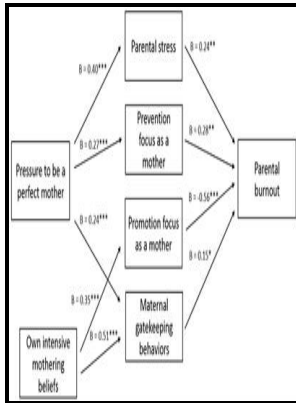 Parental stress
B = 0.40***
B = 0.24**
Prevention
focus as a
mother
B = 0.27***
B = 0.28**
Pressure to be a
perfect mother
Parental
burnout
B = 0.24***
Promotion focus
as a mother
B = -0.56***
B = 0.35***
B = 0.15*
Own intensive
mothering
beliefs
B = 0.51***
Maternal
gatekeeping
behaviors